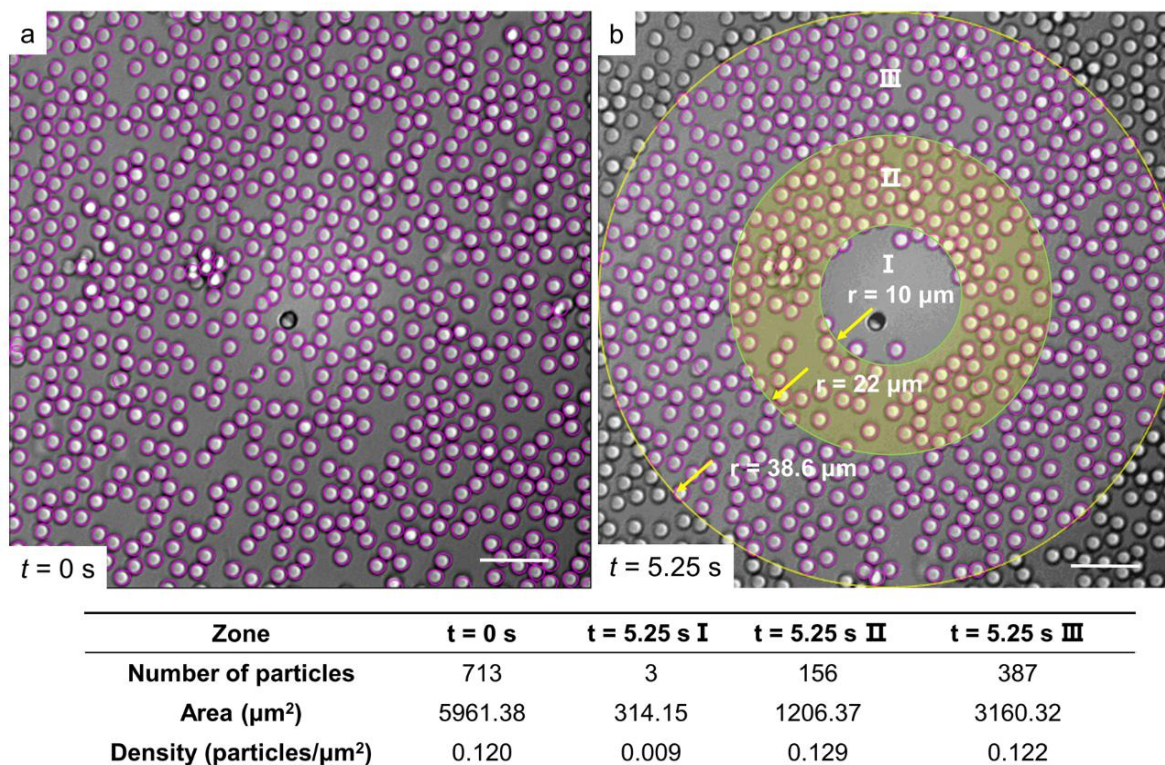 a
t = 0 s
b
III
II
I
r = 10 µm
r = 22 µm
r = 38.6 µm
t = 5.25 s
Zone t = 0 s t = 5.25 s I t = 5.25 s II t = 5.25 s III
Number of particles 713 3 156 387
Area (µm²) 5961.38 314.15 1206.37 3160.32
Density (particles/µm²) 0.120 0.009 0.129 0.122